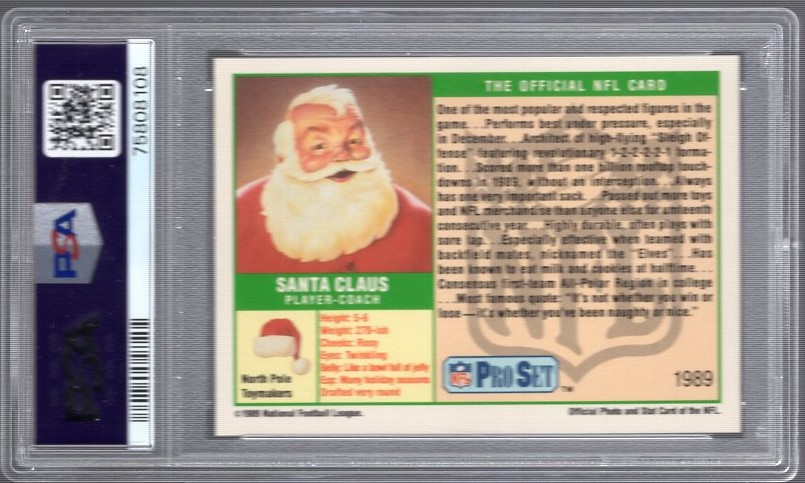 75808108
PSA
PSA
THE OFFICIAL NFL CARD
One of the most popular and respected figures in the
game. . .Performs best under pressure, especially
in December. . .Architect of high-flying "Sleigh Of-
fense" featuring revolutionary 1-2-2-2-2-1 forma-
tion. . .Scored more than one billion rooftop touch-
downs in 1989, without an interception. . .Always
has one very important sack. . .Passed out more toys
and NFL merchandise than anyone else for umteenth
consecutive year. . .Highly durable, often plays with
sore lap. . .Especially effective when teamed with
backfield mates, nicknamed the "Elves". . .Has
been known to eat milk and cookies at halftime. . .
Consensus first-team All-Polar Region in college
. . .Most famous quote: "It's not whether you win or
lose—it's whether you've been naughty or nice."
SANTA CLAUS
PLAYER-COACH
North Pole
Toymakers
Height: 5-6
Weight: 270-lob
Cheeks: Rosy
Eyes: Twinkling
Belly: Like a bowl full of jelly
Exp: Many holiday seasons
Drafted very round
NFL PRO SET TM
1989
©1989 National Football League.
Official Photo and Stat Card of the NFL.